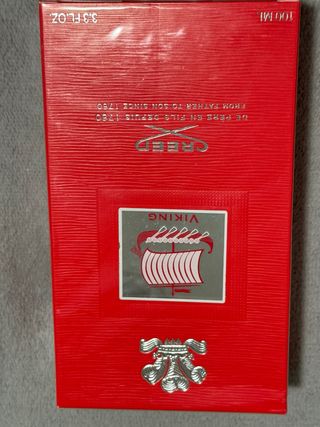 VIKING
CREED
DE PERE EN FILS DEPUIS 1760
FROM FATHER TO SON SINCE 1760
100 Ml
3.3 FL.OZ.